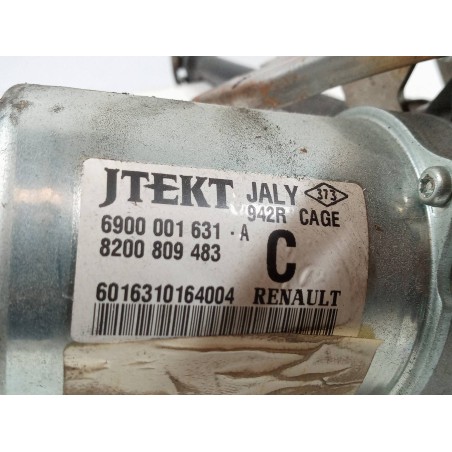 JTEKT JALY 373
942R CAGE
6900 001 631 · A
8200 809 483 C
6016310164004 RENAULT